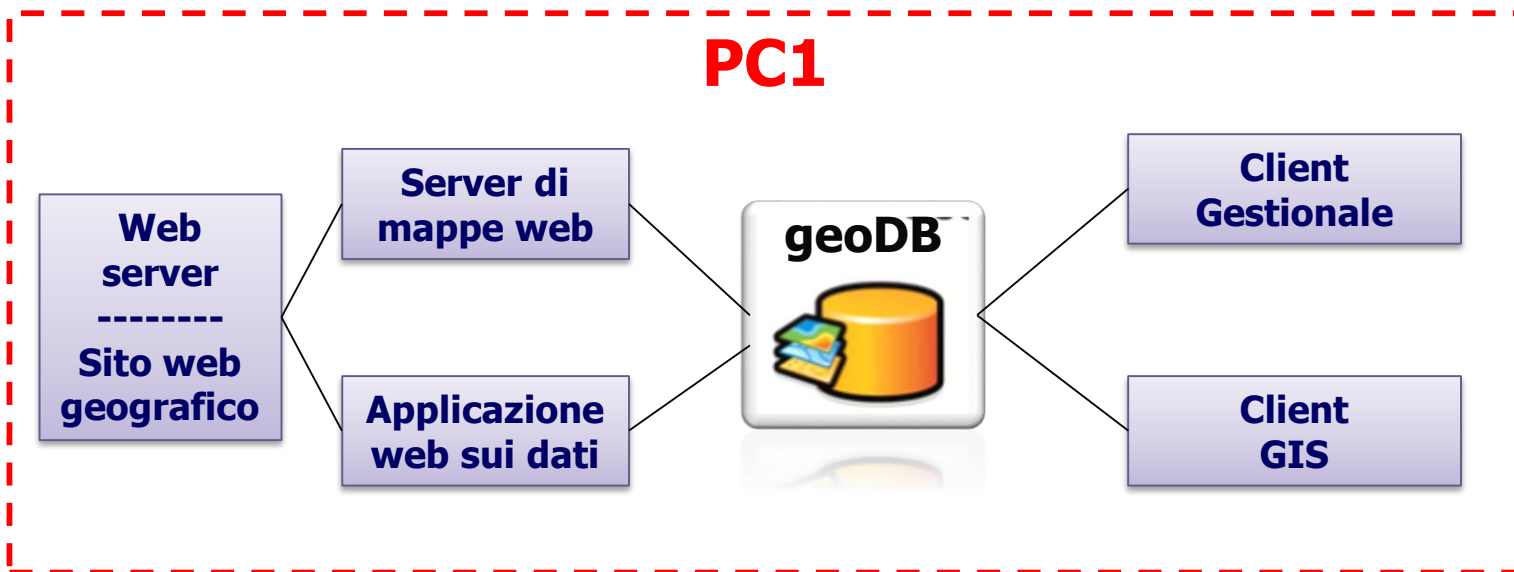 PC1
Web
server
--------
Sito web
geografico
Server di
mappe web
Applicazione
web sui dati
geoDB
Client
Gestionale
Client
GIS